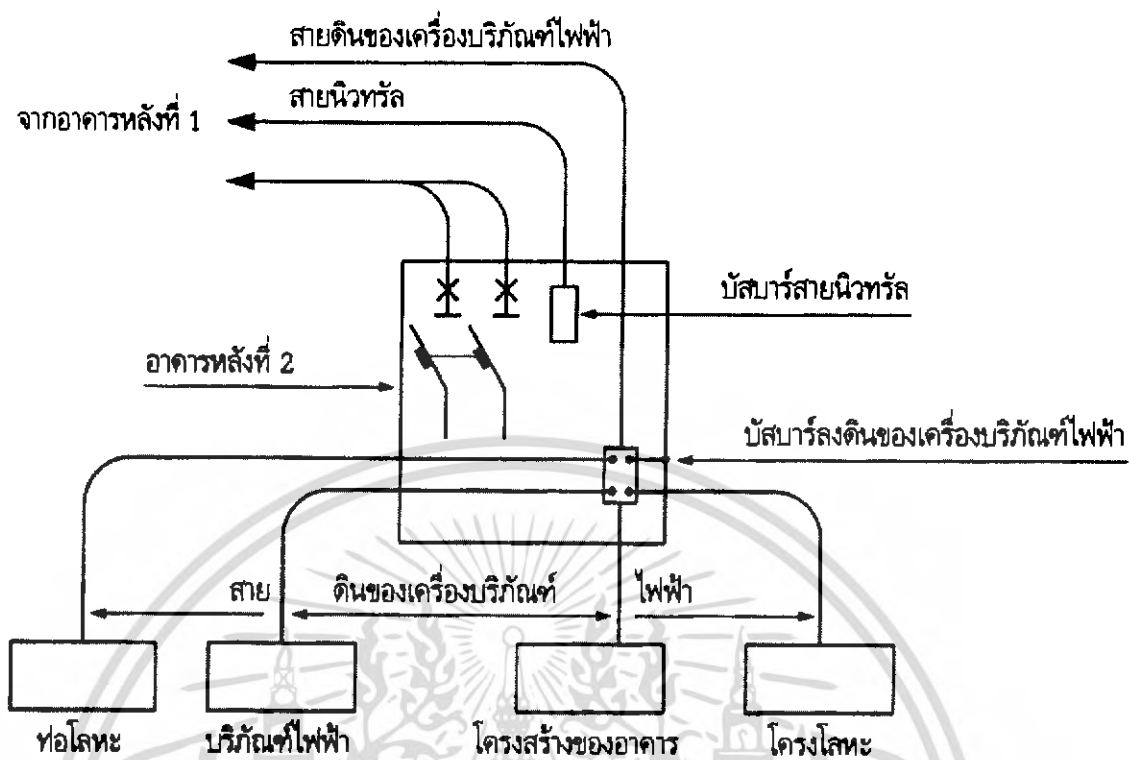 สายดินของเครื่องบริภัณฑ์ไฟฟ้า
สายนิวทรัล
จากอาคารหลังที่ 1
บัสบาร์สายนิวทรัล
อาคารหลังที่ 2
บัสบาร์ลงดินของเครื่องบริภัณฑ์ไฟฟ้า
สาย ดินของเครื่องบริภัณฑ์ ไฟฟ้า
ท่อโลหะ บริภัณฑ์ไฟฟ้า โครงสร้างของอาคาร โครงโลหะ